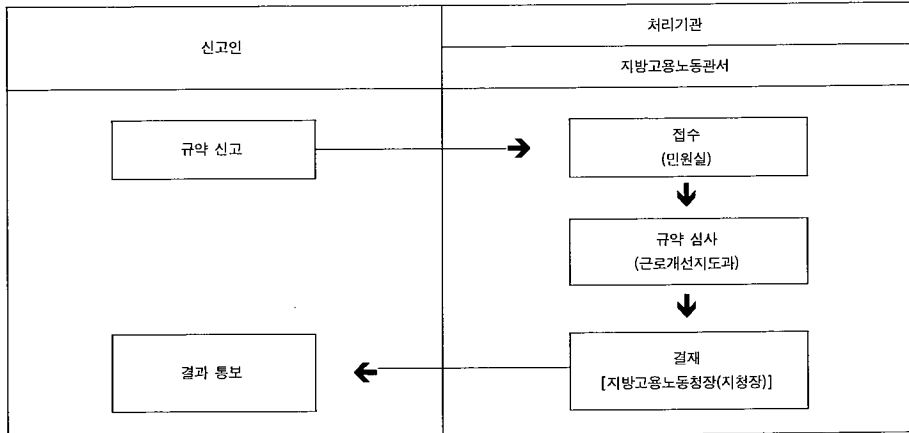 신고인
처리기관
지방고용노동관서
규약 신고
접수
(민원실)
규약 심사
(근로개선지도과)
결과 통보
결재
[지방고용노동청장(지청장)]